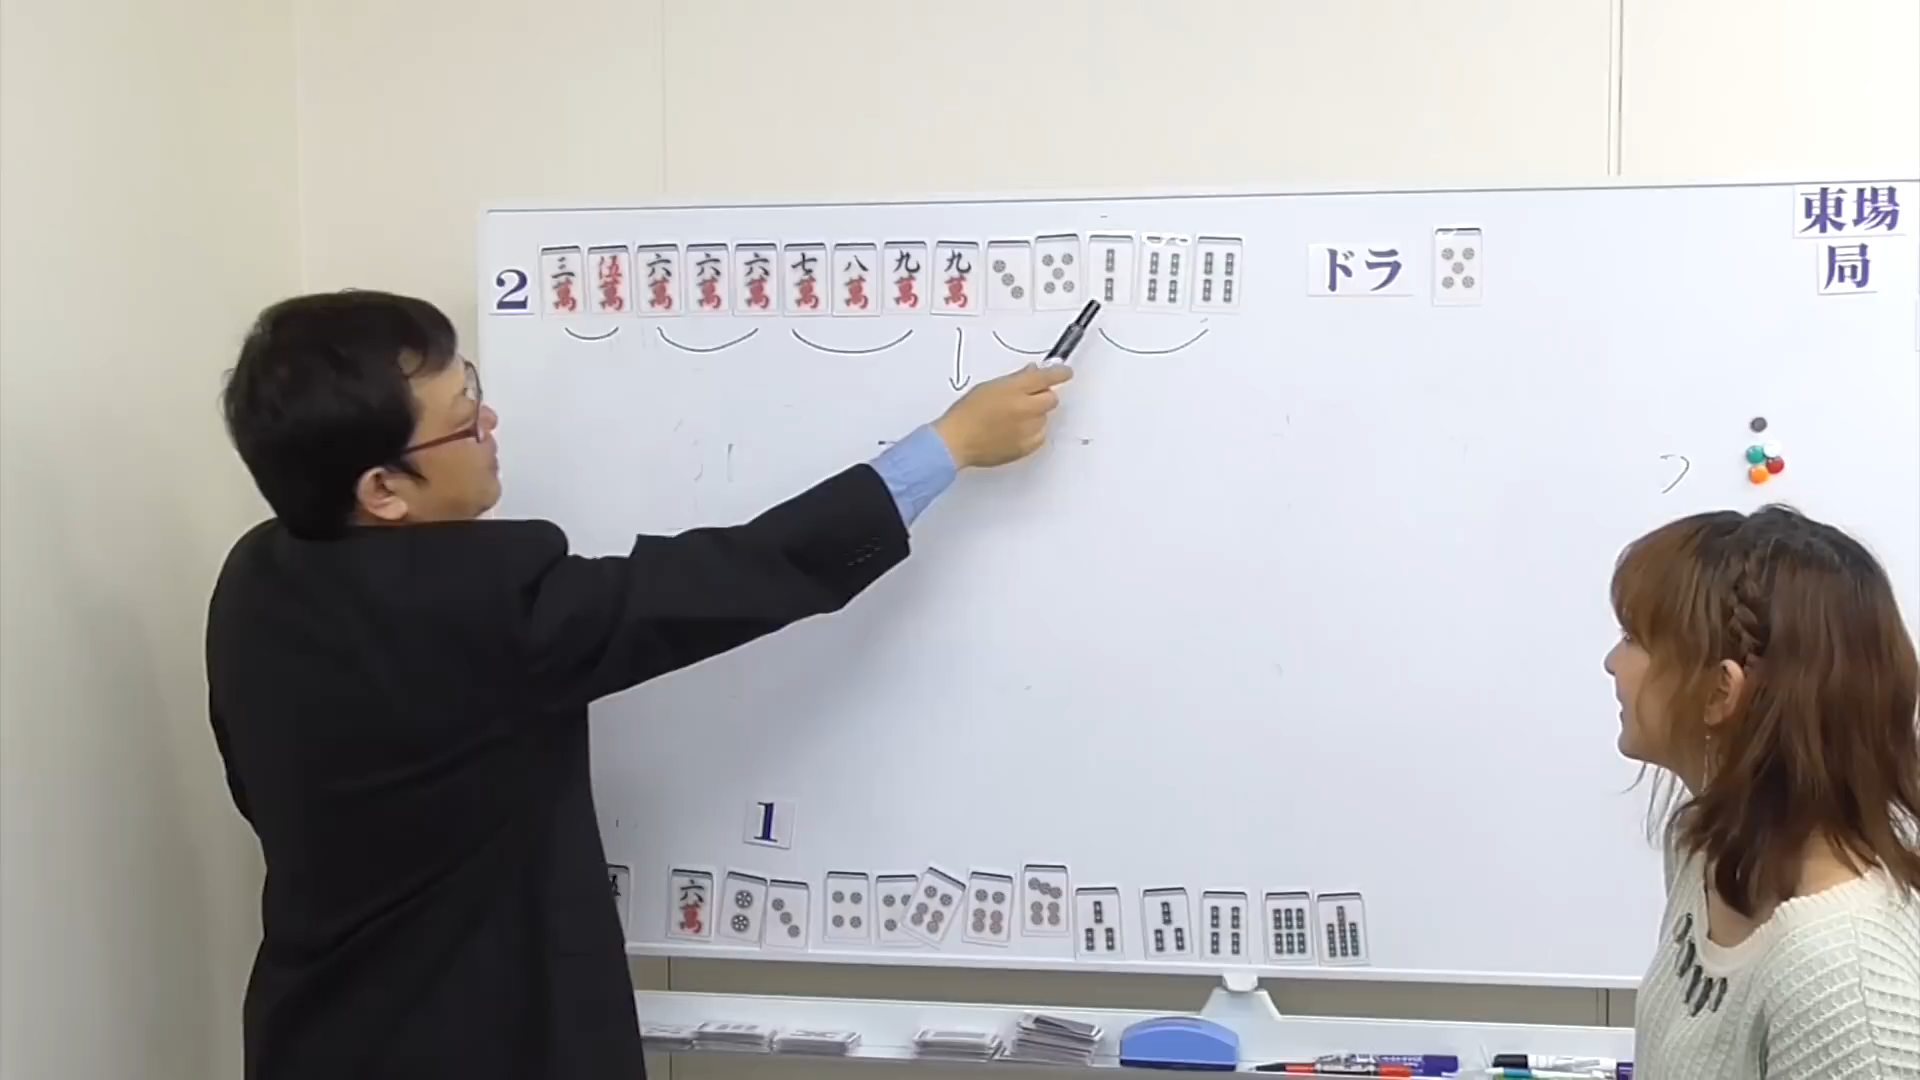 2 三萬 伍萬 六萬 六萬 六萬 七萬 八萬 九萬 九萬
ドラ
東場
局
1
六萬